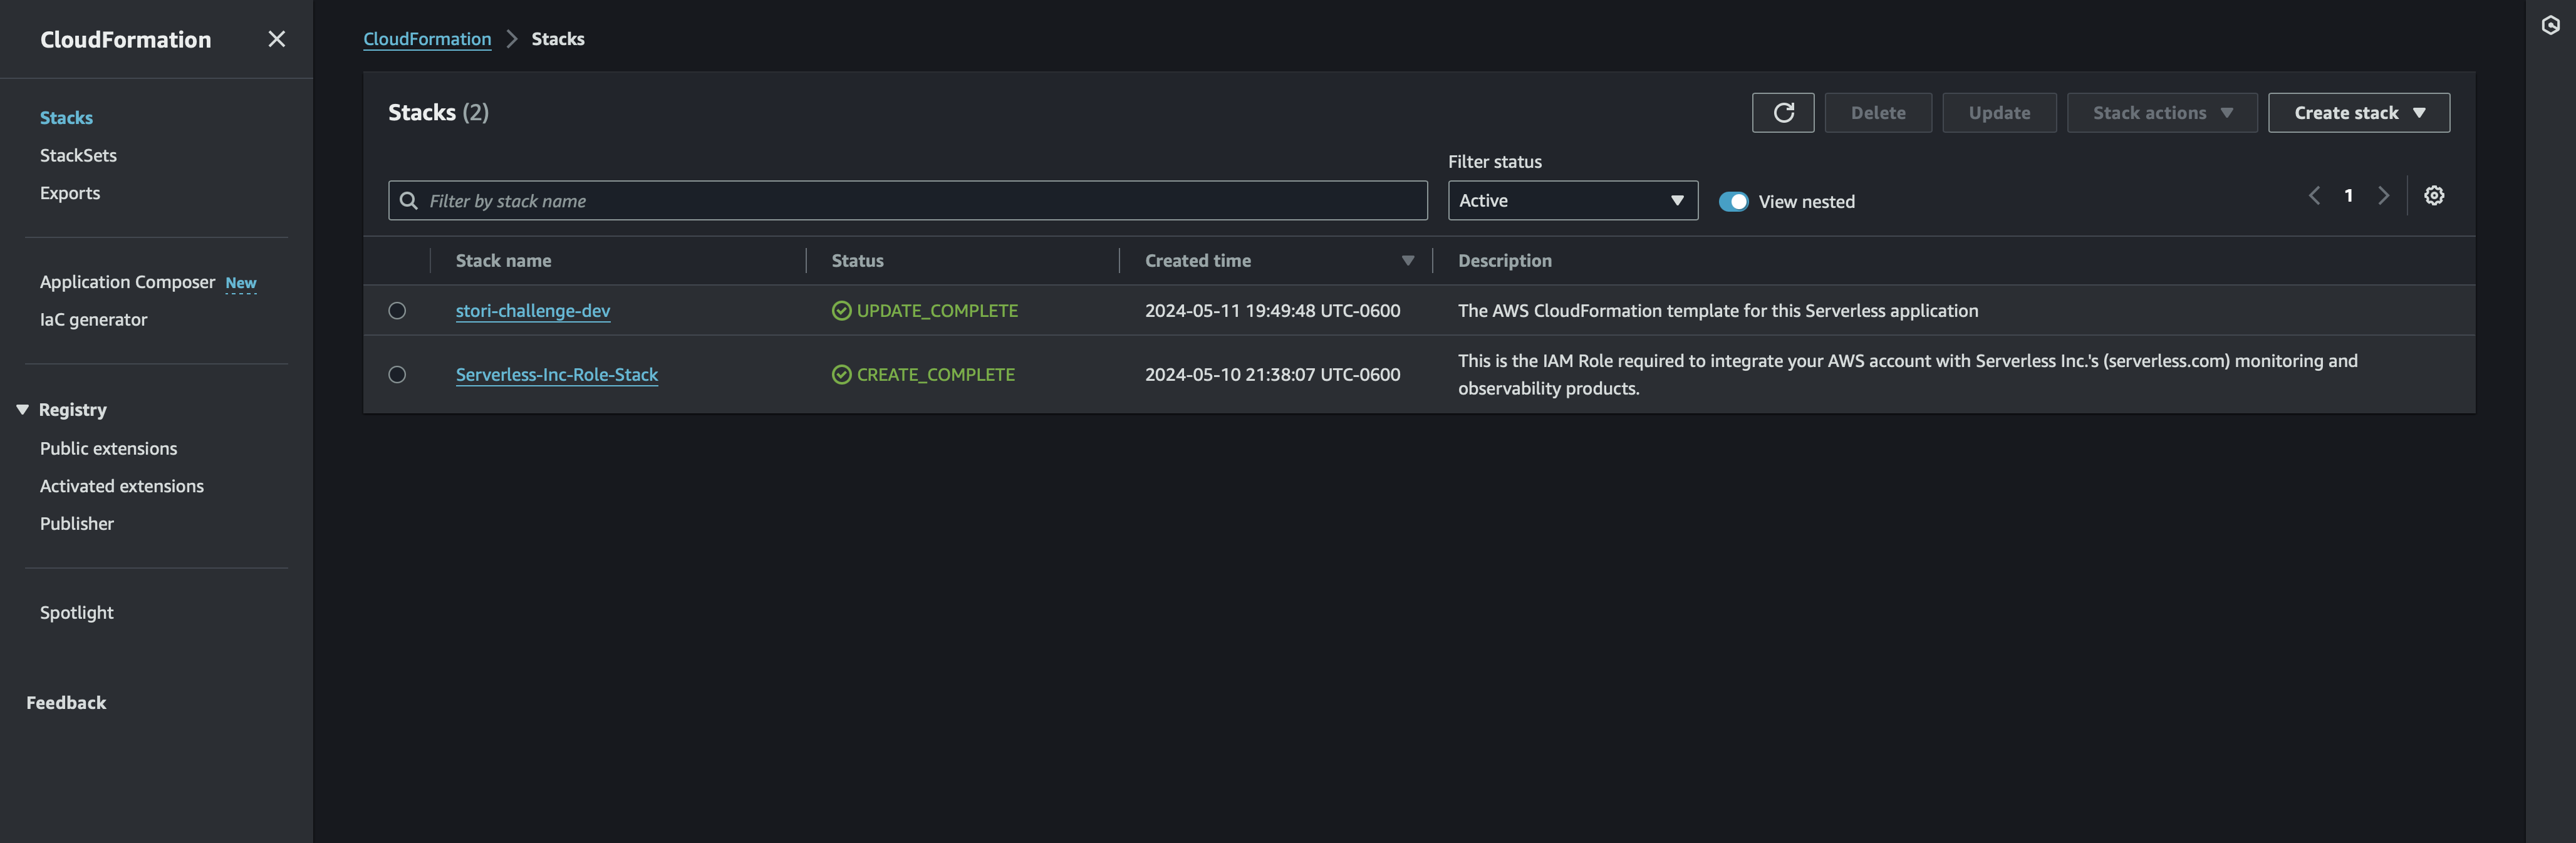 CloudFormation
Stacks
StackSets
Exports
Application Composer New
IaC generator
Registry
Public extensions
Activated extensions
Publisher
Spotlight
Feedback
CloudFormation > Stacks
Stacks (2)
Delete
Update
Stack actions
Create stack
Filter status
Filter by stack name
Active
View nested
1
Stack name
Status
Created time
Description
stori-challenge-dev
UPDATE_COMPLETE
2024-05-11 19:49:48 UTC-0600
The AWS CloudFormation template for this Serverless application
Serverless-Inc-Role-Stack
CREATE_COMPLETE
2024-05-10 21:38:07 UTC-0600
This is the IAM Role required to integrate your AWS account with Serverless Inc.'s (serverless.com) monitoring and
observability products.